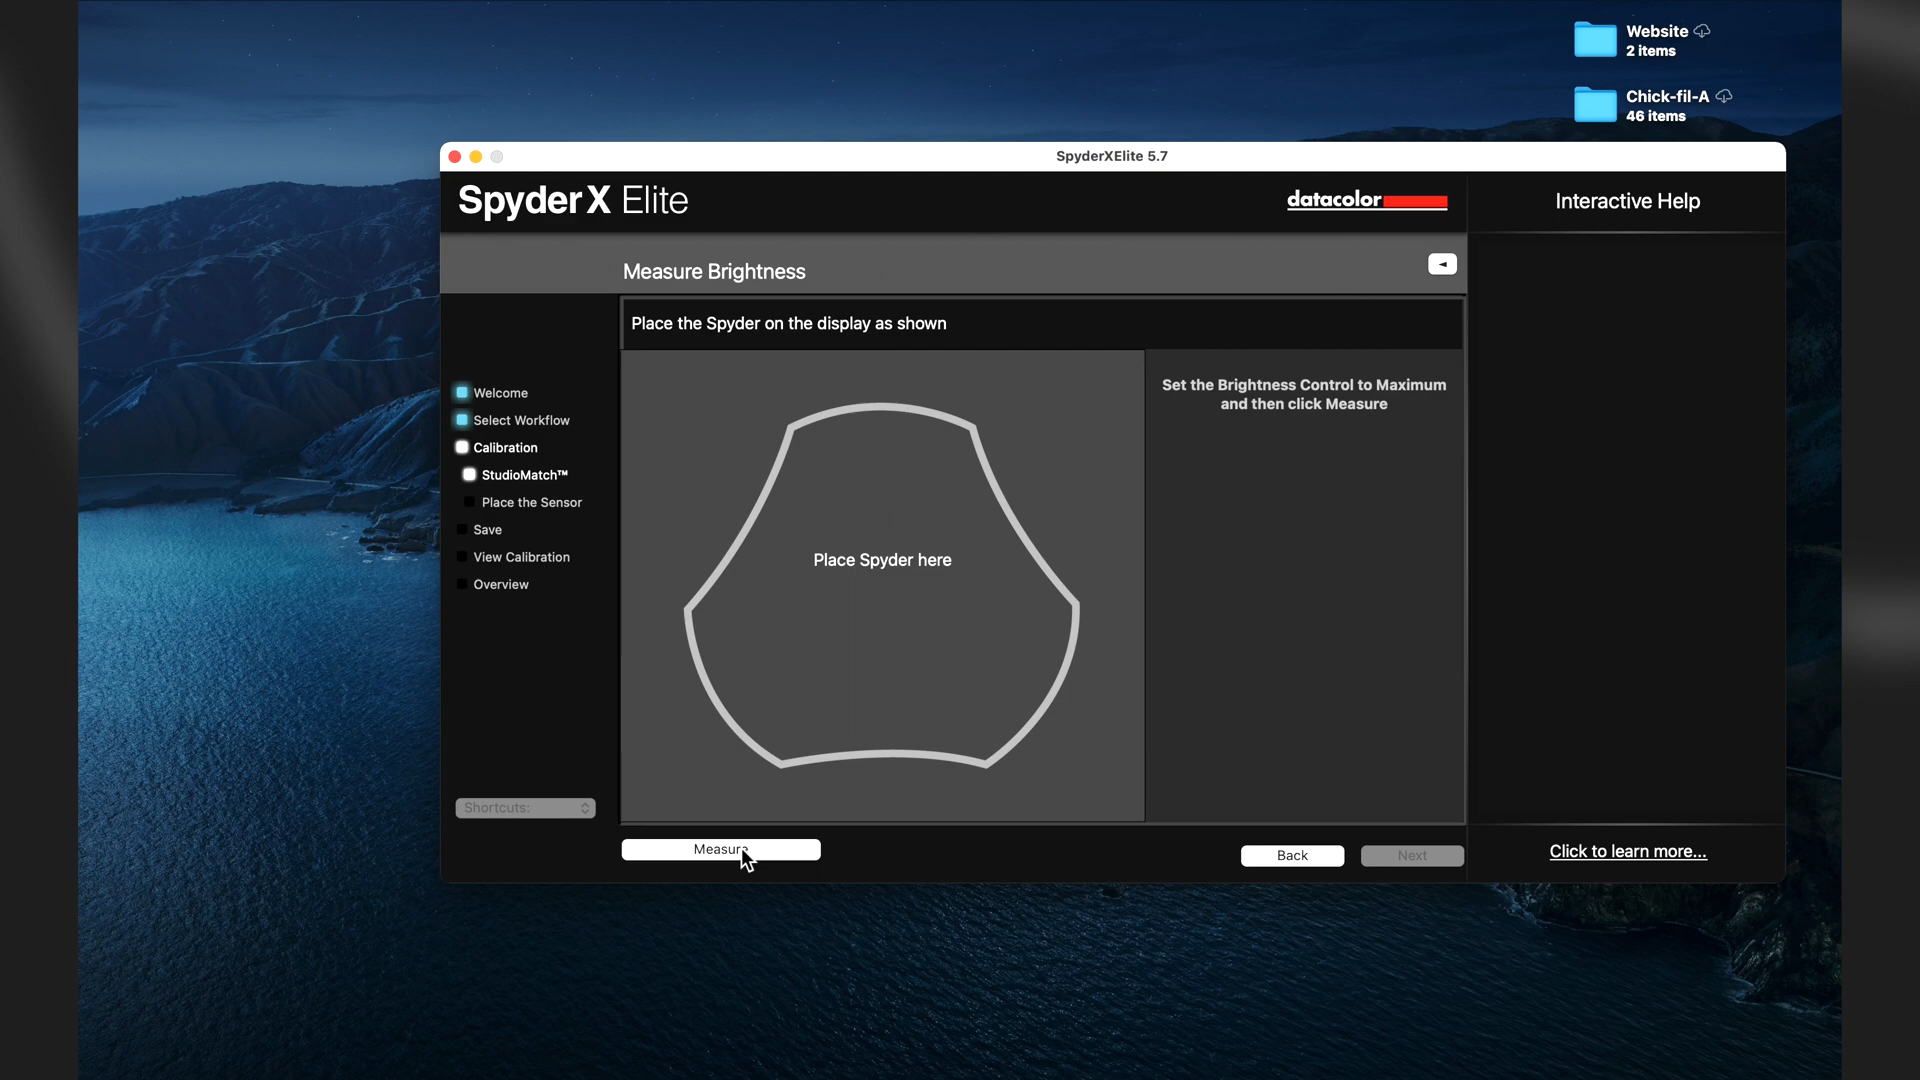 Website
2 items
Chick-fil-A
46 items
SpyderXElite 5.7
SpyderX Elite
datacolor
Interactive Help
Measure Brightness
Place the Spyder on the display as shown
Set the Brightness Control to Maximum
and then click Measure
Welcome
Select Workflow
Calibration
StudioMatch™
Place the Sensor
Save
View Calibration
Overview
Place Spyder here
Shortcuts:
Measure
Back
Next
Click to learn more...